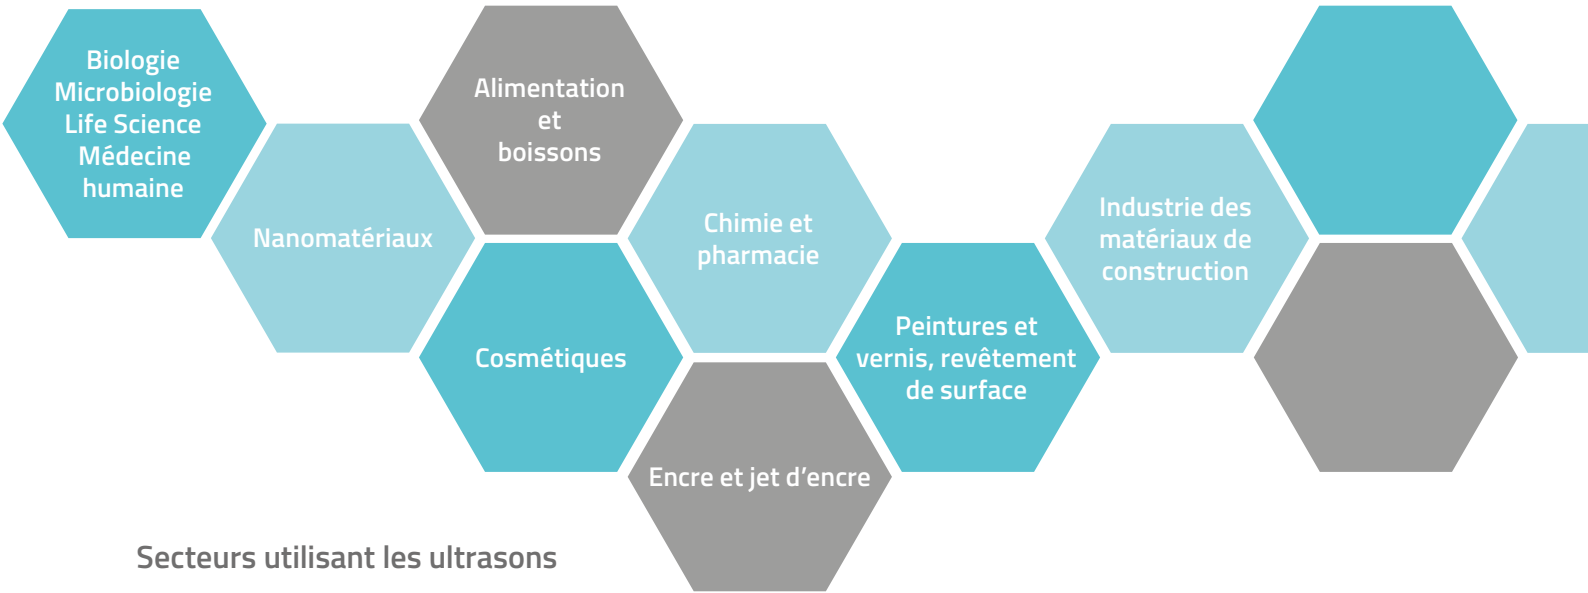 Biologie
Microbiologie
Life Science
Médecine
humaine
Nanomatériaux
Alimentation
et
boissons
Cosmétiques
Chimie et
pharmacie
Encre et jet d’encre
Peintures et
vernis, revêtement
de surface
Industrie des
matériaux de
construction
Secteurs utilisant les ultrasons